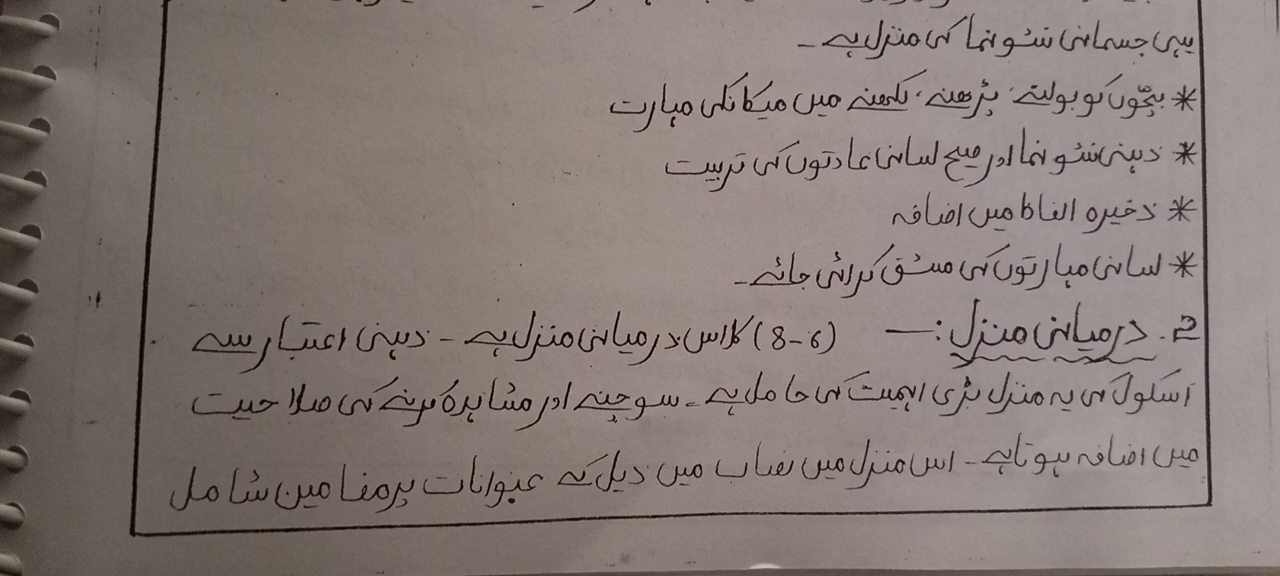 یہی جسمانی نشو نما کی منزل ہے۔
* بچّوں کو بولتے، پڑھنے، لکھنے میں میکانکی مہارت
* ذہنی نشو نما اور صحیح لسانی عادتوں کی تربیت
* ذخیرہ الفاظ میں اضافہ
* لسانی مہارتوں کی مشق کرائی جائے۔
2. درمیانی منزل :— (6-8) کلاس درمیانی منزل ہے۔ ذہنی اعتبار سے
اسکول کی یہ منزل بڑی اہمیت کی حامل ہے۔ سوچنے اور مشاہدہ کرنے کی صلاحیت
میں اضافہ ہوتا ہے۔ اس منزل میں نصاب میں ذیل کے عنوانات پر مضامین شامل